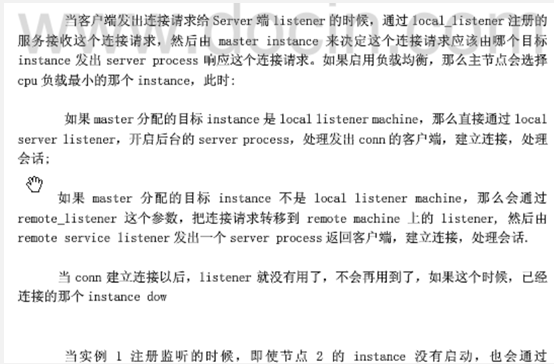 当客户端发出连接请求给 Server 端 listener 的时候，通过 local_listener 注册的
服务接收这个连接请求，然后由 master instance 来决定这个连接请求应该由哪个目标
instance 发出 server process 响应这个连接请求。如果启用负载均衡，那么主节点会选择
cpu 负载最小的那个 instance，此时：
如果 master 分配的目标 instance 是 local listener machine，那么直接通过 local
server listener，开启后台的 server process，处理发出 conn 的客户端，建立连接，处理
会话；
如果 master 分配的目标 instance 不是 local listener machine，那么会通过
remote_listener 这个参数，把连接请求转移到 remote machine 上的 listener, 然后由
remote service listener 发出一个 server process 返回客户端，建立连接，处理会话.
当 conn 建立连接以后，listener 就没有用了，不会再用到了，如果这个时候，已经
连接的那个 instance dow
当实例 1 注册监听的时候，即使节点 2 的 instance 没有启动，也会通过